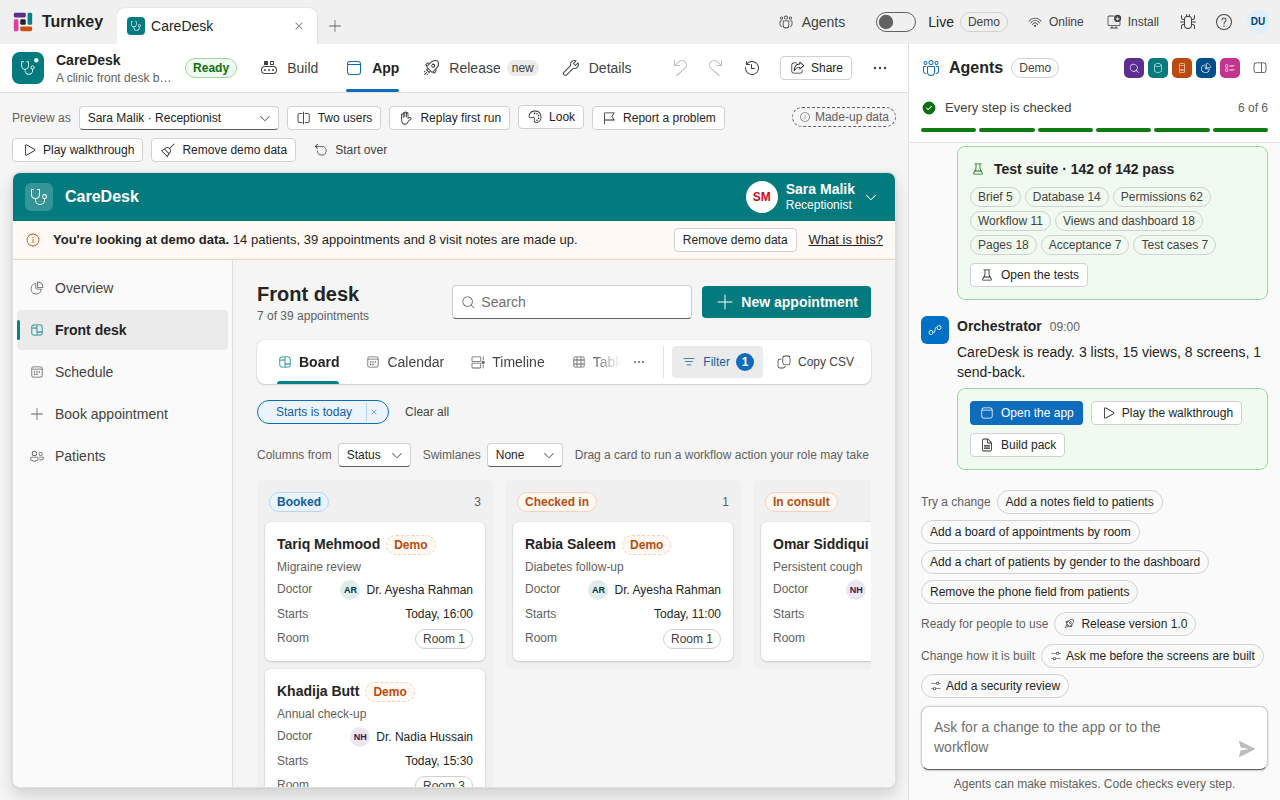 Turnkey
CareDesk
Agents
Live
Demo
Online
Install
DU
CareDesk
A clinic front desk b…
Ready
Build
App
Release new
Details
Share
Preview as
Sara Malik · Receptionist
Two users
Replay first run
Look
Report a problem
Made-up data
Play walkthrough
Remove demo data
Start over
CareDesk
SM
Sara Malik
Receptionist
You're looking at demo data. 14 patients, 39 appointments and 8 visit notes are made up.
Remove demo data
What is this?
Overview
Front desk
Schedule
Book appointment
Patients
Front desk
7 of 39 appointments
Search
New appointment
Board
Calendar
Timeline
Filter 1
Copy CSV
Starts is today
Clear all
Columns from
Status
Swimlanes
None
Drag a card to run a workflow action your role may take
Booked 3
Tariq Mehmood Demo
Migraine review
Doctor AR Dr. Ayesha Rahman
Starts Today, 16:00
Room Room 1
Khadija Butt Demo
Annual check-up
Doctor NH Dr. Nadia Hussain
Starts Today, 15:30
Room Room 3
Checked in 1
Rabia Saleem Demo
Diabetes follow-up
Doctor AR Dr. Ayesha Rahman
Starts Today, 11:00
Room Room 1
In consult
Omar Siddiqui
Persistent cough
Doctor NH
Starts
Room
Agents Demo
Every step is checked 6 of 6
Test suite · 142 of 142 pass
Brief 5 Database 14 Permissions 62
Workflow 11 Views and dashboard 18
Pages 18 Acceptance 7 Test cases 7
Open the tests
Orchestrator 09:00
CareDesk is ready. 3 lists, 15 views, 8 screens, 1
send-back.
Open the app Play the walkthrough
Build pack
Try a change Add a notes field to patients
Add a board of appointments by room
Add a chart of patients by gender to the dashboard
Remove the phone field from patients
Ready for people to use Release version 1.0
Change how it is built Ask me before the screens are built
Add a security review
Ask for a change to the app or to the
workflow
Agents can make mistakes. Code checks every step.